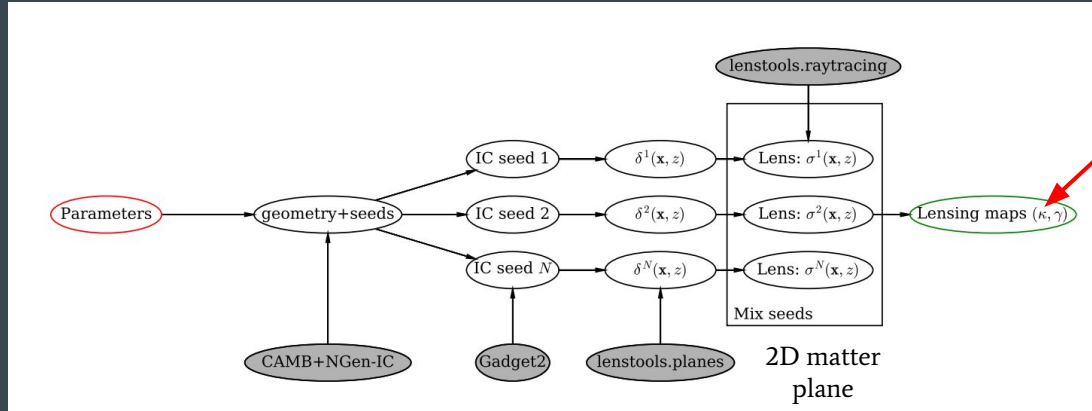 lenstools.raytracing
IC seed 1
δ¹(x, z)
Lens: σ¹(x, z)
Parameters
geometry+seeds
IC seed 2
δ²(x, z)
Lens: σ²(x, z)
Lensing maps (κ, γ)
IC seed N
δᴺ(x, z)
Lens: σᴺ(x, z)
Mix seeds
CAMB+NGen-IC
Gadget2
lenstools.planes
2D matter
plane